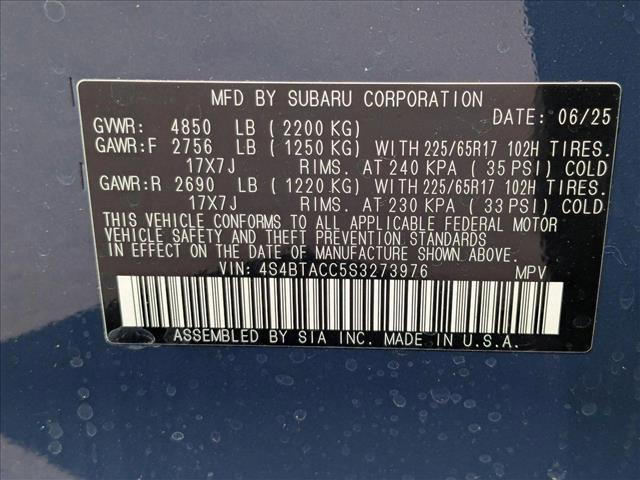 MFD BY SUBARU CORPORATION
DATE: 06/25
GVWR: 4850 LB (2200 KG)
GAWR:F 2756 LB (1250 KG) WITH 225/65R17 102H TIRES.
17X7J RIMS. AT 240 KPA (35 PSI) COLD
GAWR:R 2690 LB (1220 KG) WITH 225/65R17 102H TIRES.
17X7J RIMS. AT 230 KPA (33 PSI) COLD
THIS VEHICLE CONFORMS TO ALL APPLICABLE FEDERAL MOTOR
VEHICLE SAFETY AND THEFT PREVENTION STANDARDS
IN EFFECT ON THE DATE OF MANUFACTURE SHOWN ABOVE.
VIN: 4S4BTACC5S3273976 MPV
ASSEMBLED BY SIA INC. MADE IN U.S.A.